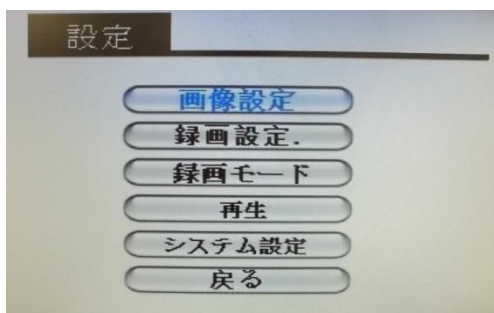 設定
画像設定
録画設定.
録画モード
再生
システム設定
戻る